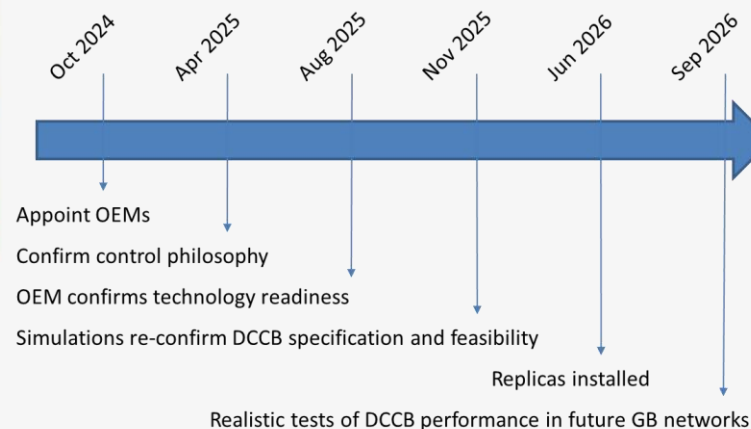 Oct 2024
Apr 2025
Aug 2025
Nov 2025
Jun 2026
Sep 2026
Appoint OEMs
Confirm control philosophy
OEM confirms technology readiness
Simulations re-confirm DCCB specification and feasibility
Replicas installed
Realistic tests of DCCB performance in future GB networks